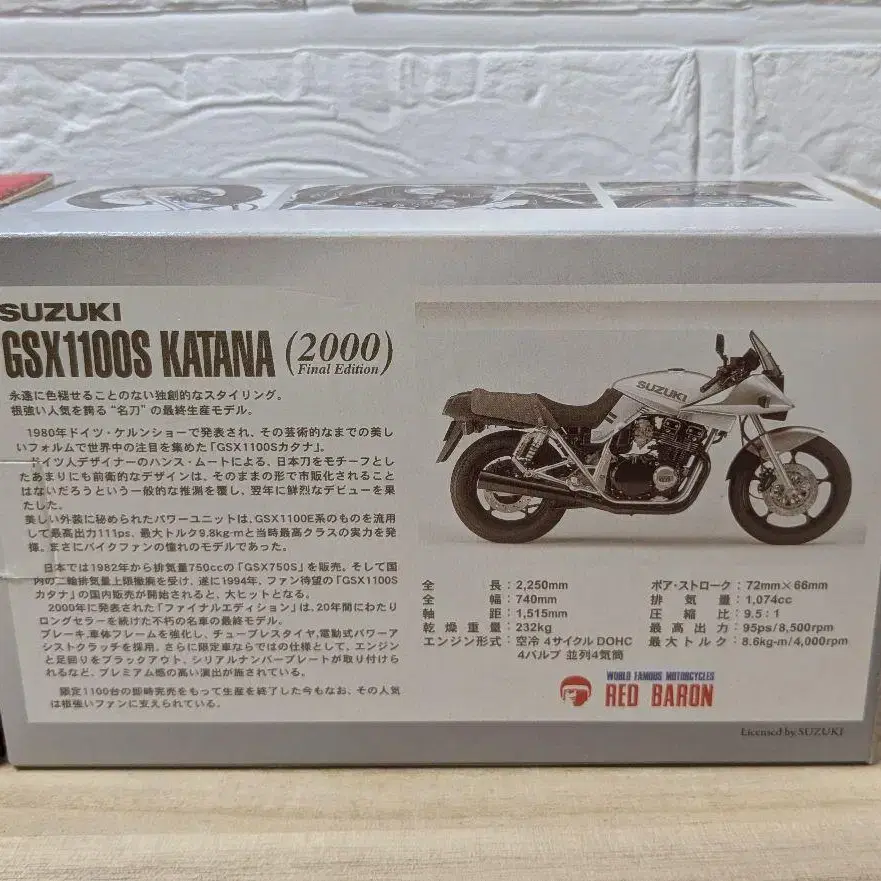 SUZUKI
GSX1100S KATANA (2000)
Final Edition
永遠に色褪せることのない独創的なスタイリング。
根強い人気を誇る“名刀”の最終生産モデル。
1980年ドイツ・ケルンショーで発表され、その芸術的なまでの美し
いフォルムで世界中の注目を集めた「GSX1100Sカタナ」。
ドイツ人デザイナーのハンス・ムートによる、日本刀をモチーフとし
たあまりにも前衛的なデザインは、そのままの形で市販化されること
はないだろうという一般的な推測を覆し、翌年に鮮烈なデビューを果
たした。
美しい外装に秘められたパワーユニットは、GSX1100E系のものを流用
して最高出力111ps、最大トルク9.8kg-mと当時最高クラスの実力を発
揮。まさにバイクファンの憧れのモデルであった。
日本では1982年から排気量750ccの「GSX750S」を販売。そして国
内の二輪排気量上限撤廃を受け、遂に1994年、ファン待望の「GSX1100S
カタナ」の国内販売が開始されると、大ヒットとなる。
2000年に発表された「ファイナルエディション」は、20年間にわたり
ロングセラーを続けた不朽の名車の最終モデル。
ブレーキ、車体フレームを強化し、チューブレスタイヤ、電動式パワーア
シストクラッチを採用。さらに限定車ならではの仕様として、エンジン
と足回りをブラックアウト、シリアルナンバープレートが取り付けら
れるなど、プレミアム感の高い演出が施されている。
限定1100台の即時完売をもって生産を終了した今もなお、その人気
は根強いファンに支えられている。
SUZUKI
全長：2,250mm
全幅：740mm
軸距：1,515mm
乾燥重量：232kg
エンジン形式：空冷 4サイクル DOHC
4バルブ 並列4気筒
ボア・ストローク：72mm×66mm
排気量：1,074cc
圧縮比：9.5：1
最高出力：95ps/8,500rpm
最大トルク：8.6kg-m/4,000rpm
WORLD FAMOUS MOTORCYCLES
RED BARON
Licensed by SUZUKI